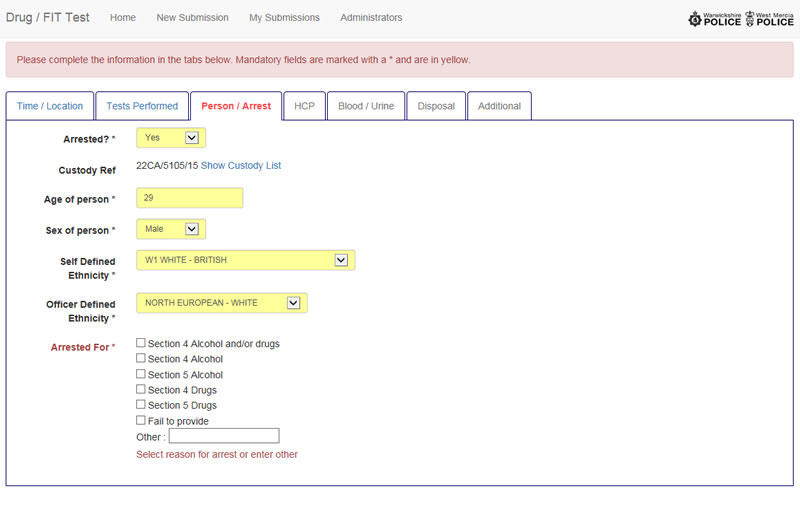 Drug / FIT Test Home New Submission My Submissions Administrators
Warwickshire POLICE West Mercia POLICE
Please complete the information in the tabs below. Mandatory fields are marked with a * and are in yellow.
Time / Location Tests Performed Person / Arrest HCP Blood / Urine Disposal Additional
Arrested? * Yes
Custody Ref 22CA/5105/15 Show Custody List
Age of person * 29
Sex of person * Male
Self Defined W1 WHITE - BRITISH
Ethnicity *
Officer Defined NORTH EUROPEAN - WHITE
Ethnicity *
Arrested For * Section 4 Alcohol and/or drugs
Section 4 Alcohol
Section 5 Alcohol
Section 4 Drugs
Section 5 Drugs
Fail to provide
Other :
Select reason for arrest or enter other